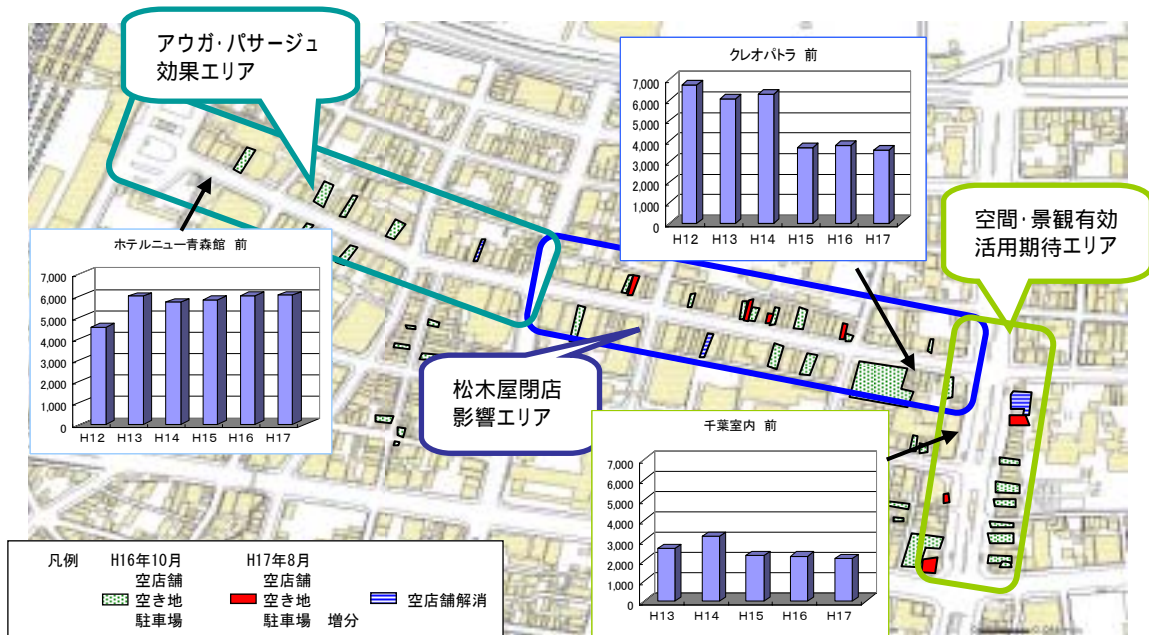 アウガ・パサージュ
効果エリア
クレオパトラ 前
7,000
6,000
5,000
4,000
3,000
2,000
1,000
0
H12 H13 H14 H15 H16 H17
空間・景観有効
活用期待エリア
ホテルニュー青森館 前
7,000
6,000
5,000
4,000
3,000
2,000
1,000
0
H12 H13 H14 H15 H16 H17
松木屋閉店
影響エリア
千葉室内 前
7,000
6,000
5,000
4,000
3,000
2,000
1,000
0
H13 H14 H15 H16 H17
凡例 H16年10月 H17年8月
空店舗 空店舗
空き地 空き地 空店舗解消
駐車場 駐車場 増分